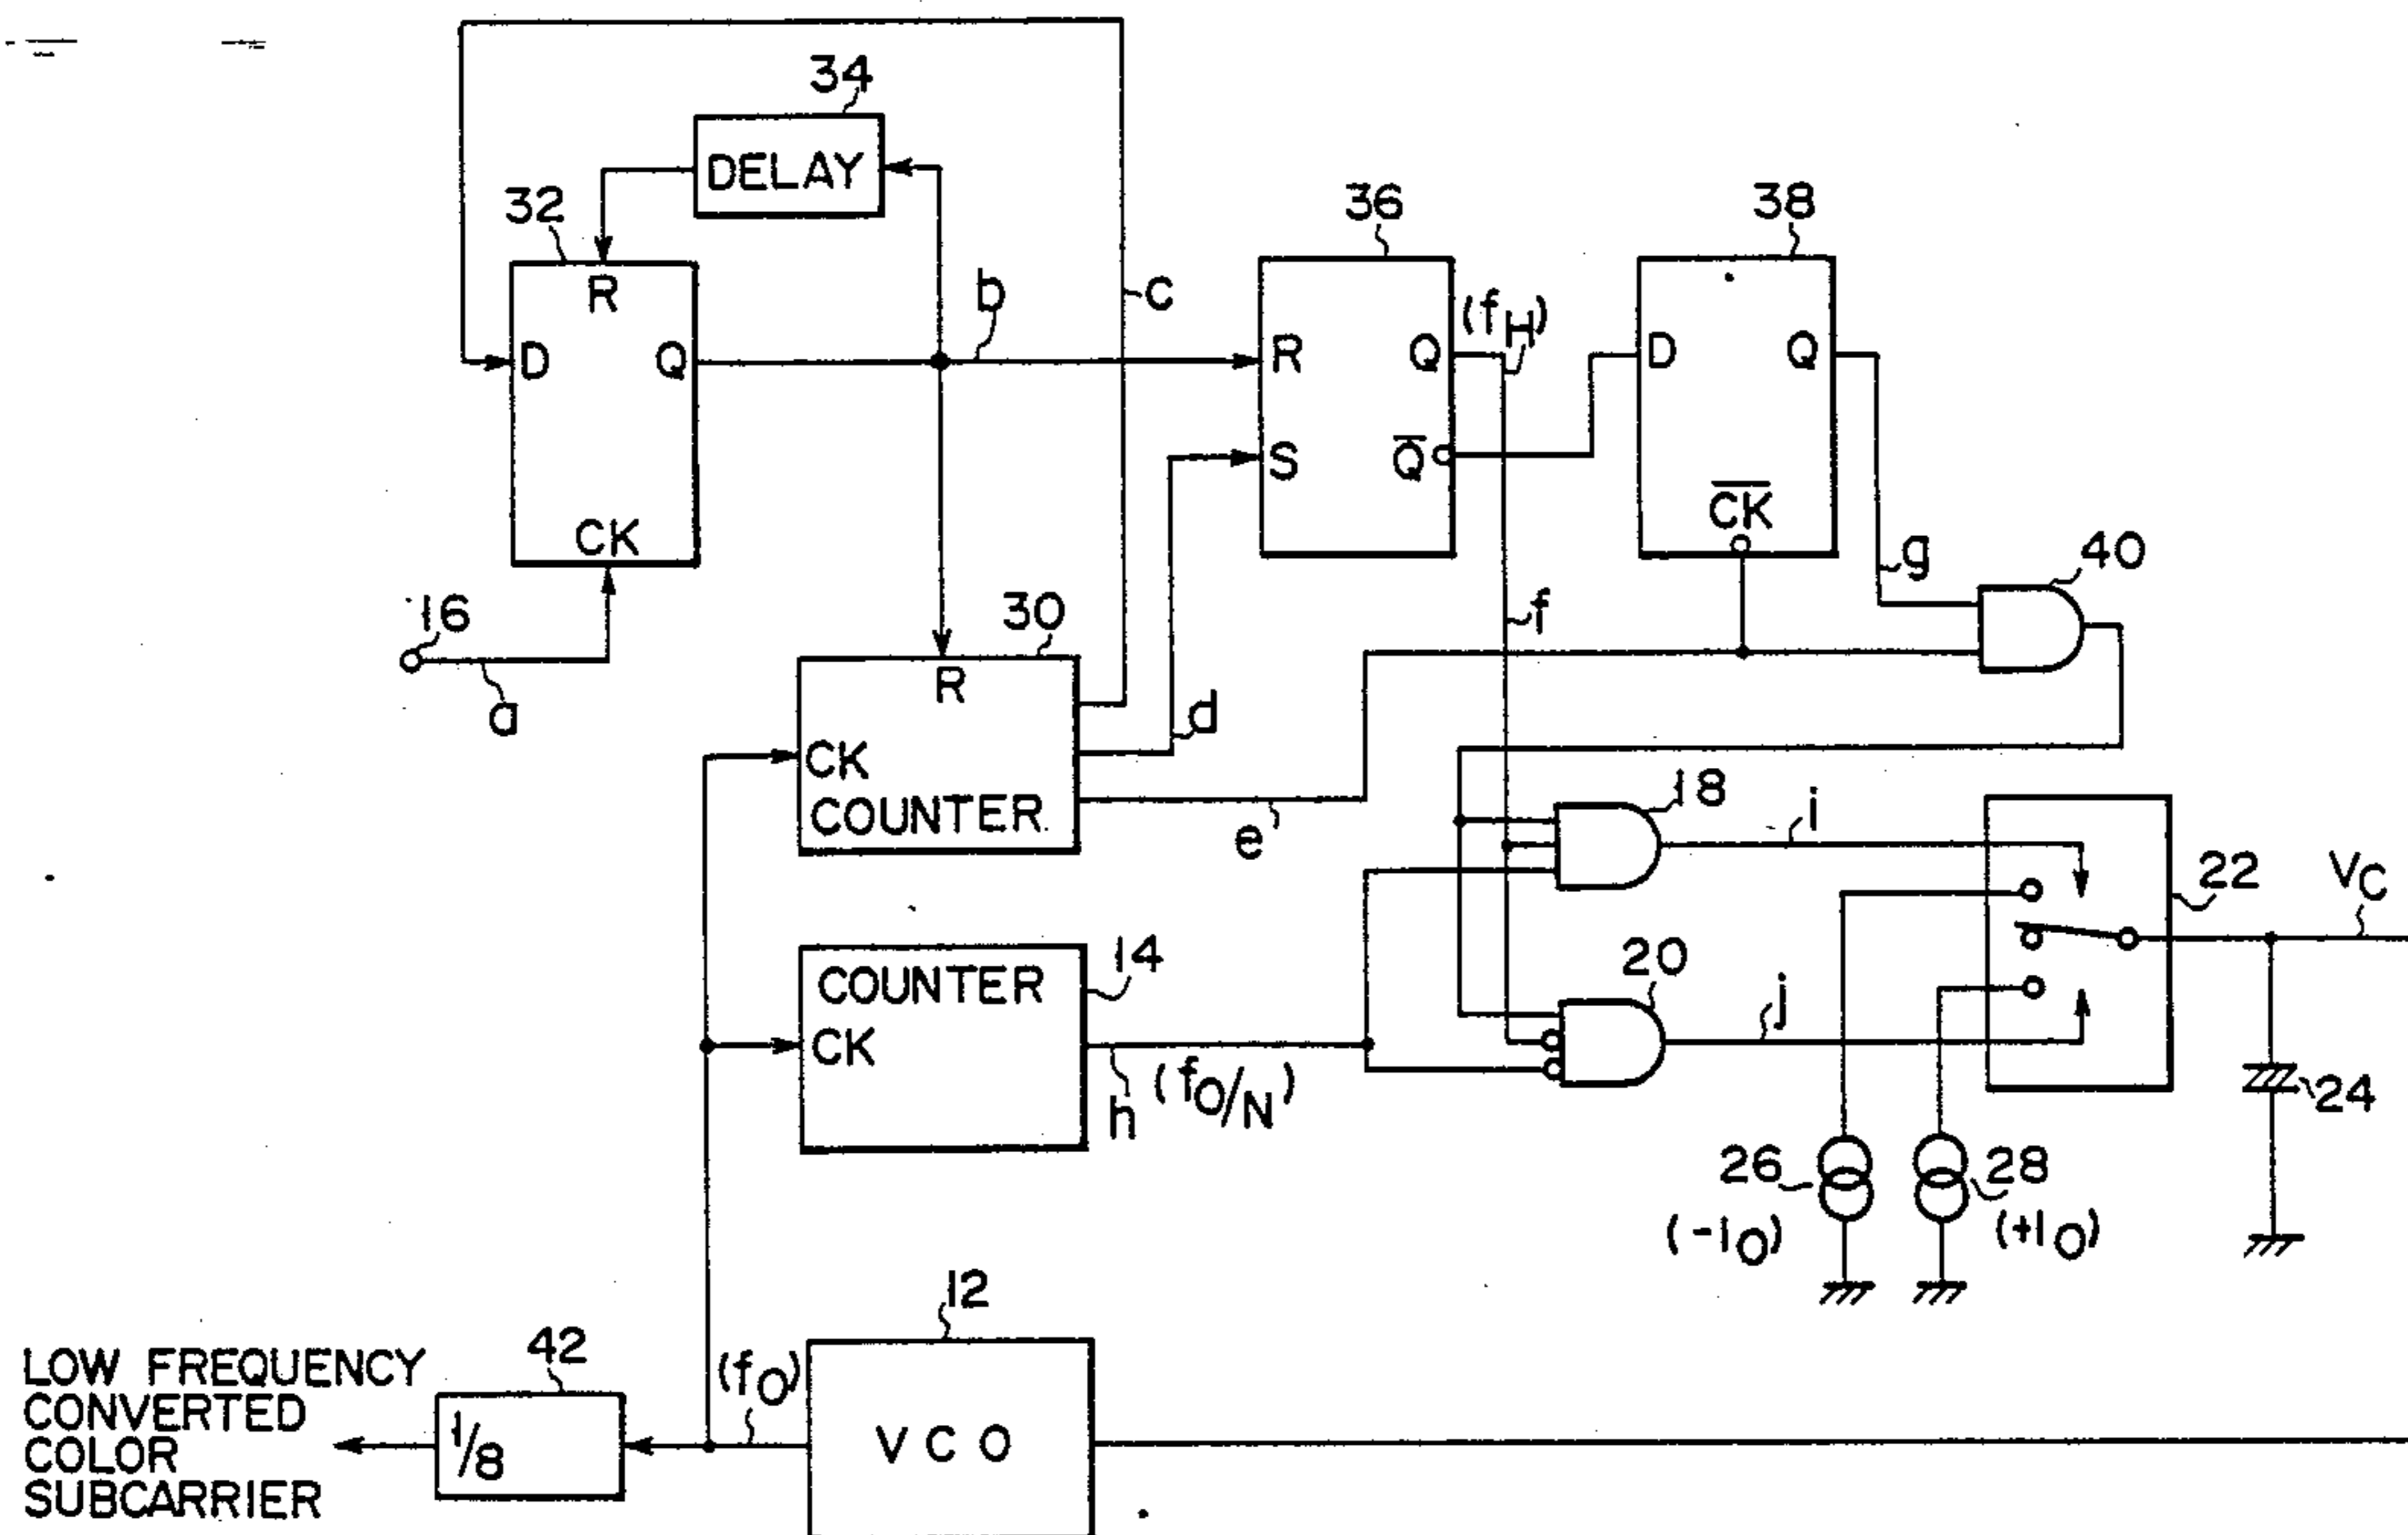 34
DELAY
32
R
D
Q
CK
b
c
36
R
Q
S
Q̅
(fH)
38
D
Q
C̅K̅
g
40
16
a
30
R
CK
COUNTER
d
e
f
18
i
22
VC
COUNTER
14
CK
h
(fO/N)
20
j
24
26
(-IO)
28
(+IO)
12
VCO
(fO)
42
1/8
LOW FREQUENCY
CONVERTED
COLOR
SUBCARRIER